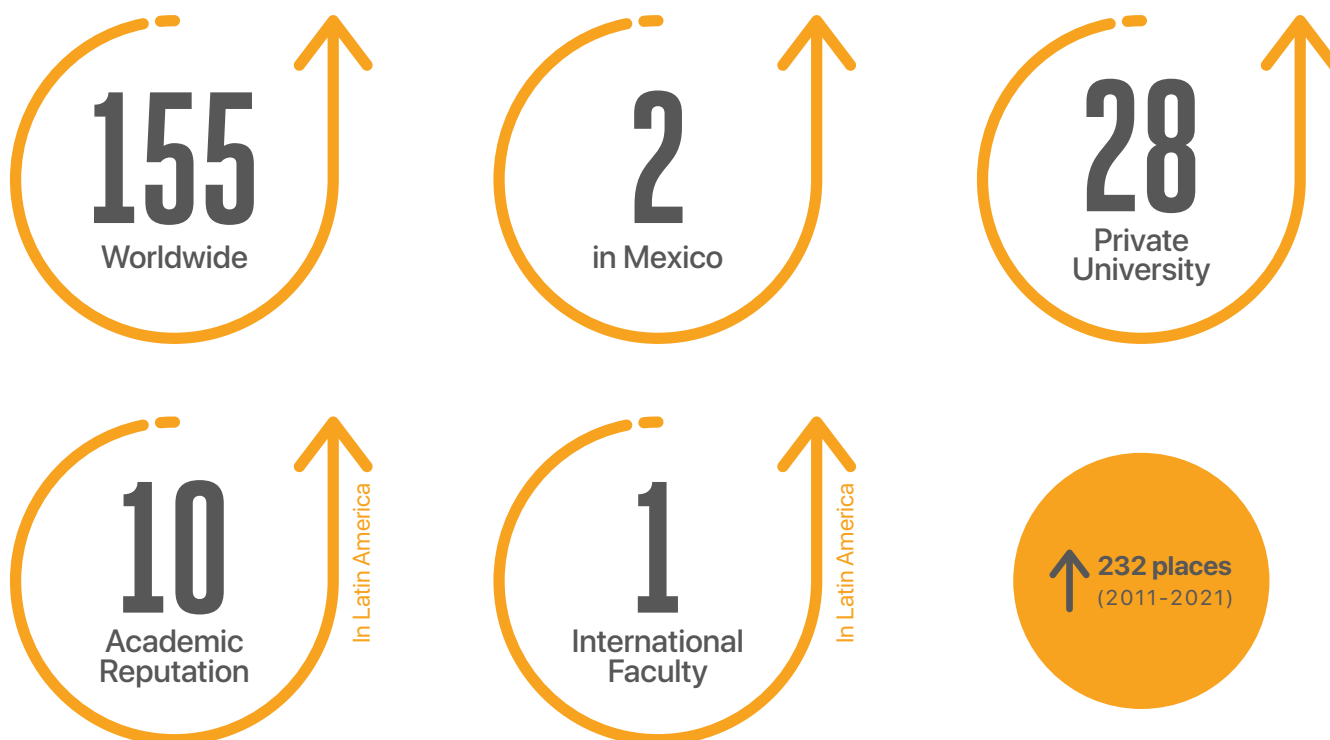 155
Worldwide
2
in Mexico
28
Private
University
10
Academic
Reputation
In Latin America
1
International
Faculty
In Latin America
232 places
(2011-2021)